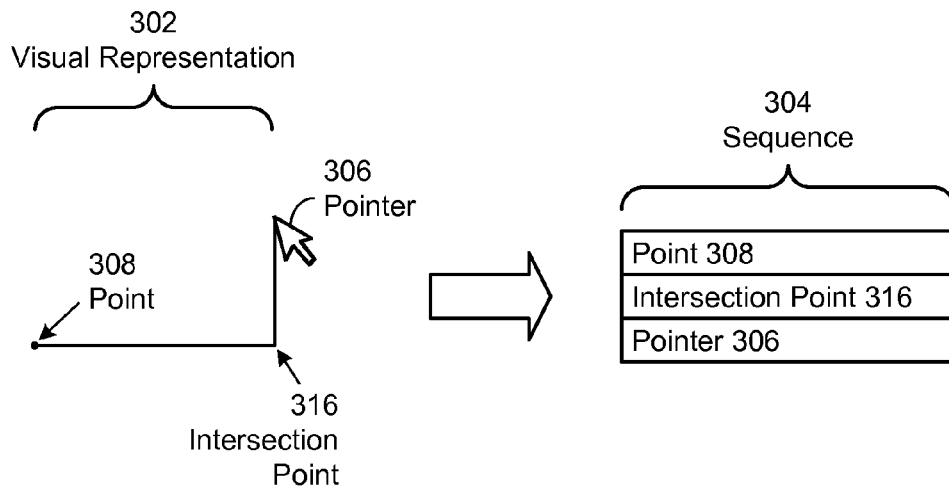 302
Visual Representation
304
Sequence
306
Pointer
308
Point
316
Intersection
Point
Point 308
Intersection Point 316
Pointer 306